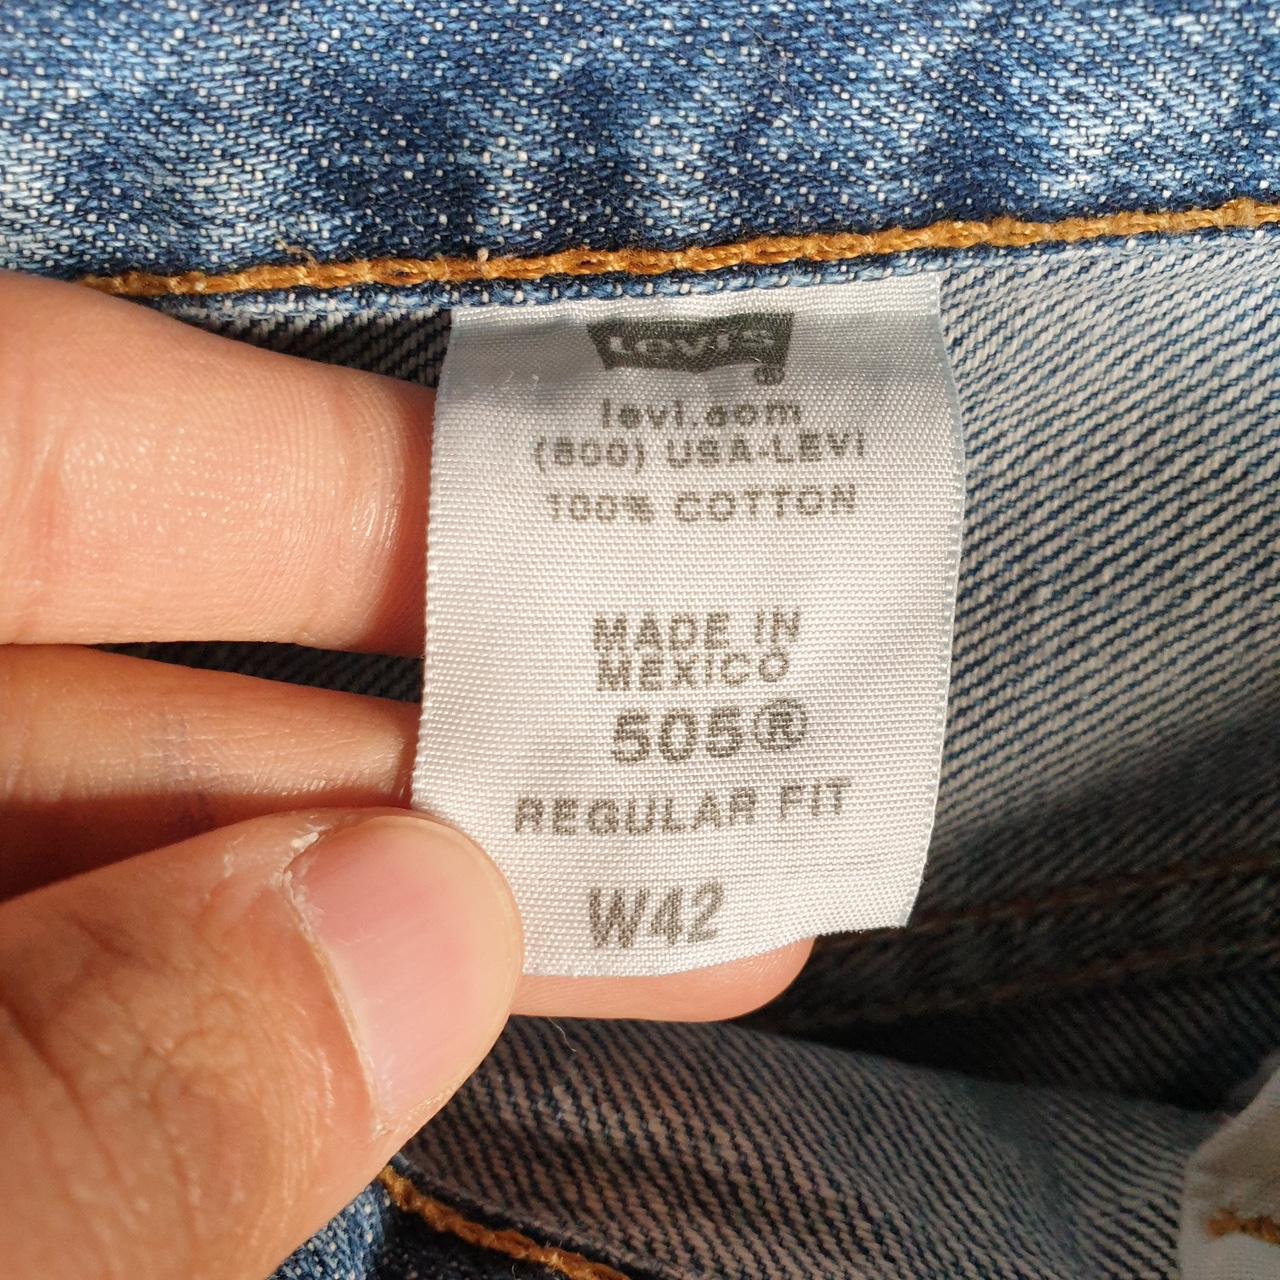 Levi's
®
levi.com
(800) USA-LEVI
100% COTTON
MADE IN
MEXICO
505®
REGULAR FIT
W42